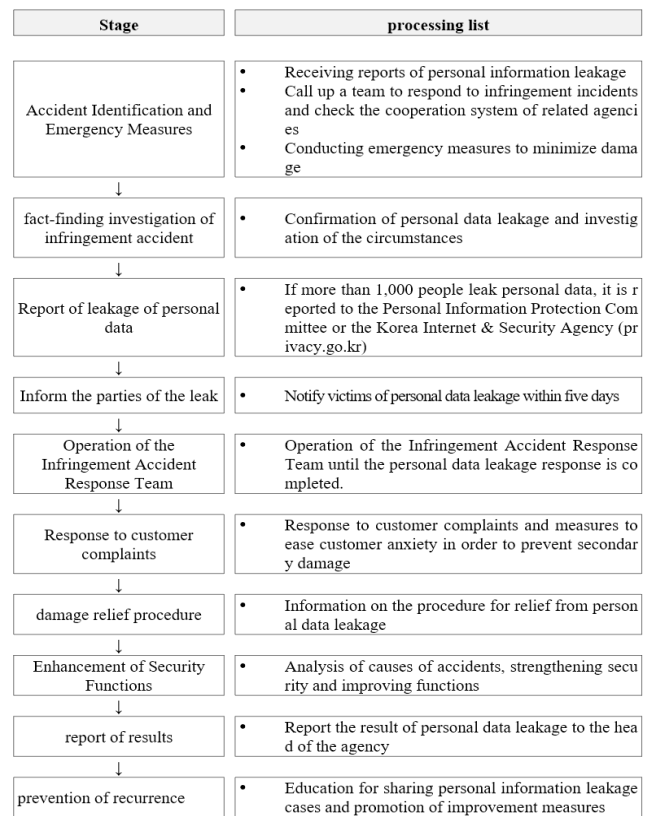 Stage
processing list
Accident Identification and
Emergency Measures
• Receiving reports of personal information leakage
• Call up a team to respond to infringement incidents
and check the cooperation system of related agenci
es
• Conducting emergency measures to minimize dama
ge
↓
fact-finding investigation of
infringement accident
• Confirmation of personal data leakage and investig
ation of the circumstances
↓
Report of leakage of personal
data
• If more than 1,000 people leak personal data, it is r
eported to the Personal Information Protection Com
mittee or the Korea Internet & Security Agency (pr
ivacy.go.kr)
↓
Inform the parties of the leak
• Notify victims of personal data leakage within five days
↓
Operation of the
Infringement Accident
Response Team
• Operation of the Infringement Accident Response
Team until the personal data leakage response is co
mpleted.
↓
Response to customer
complaints
• Response to customer complaints and measures to
ease customer anxiety in order to prevent secondar
y damage
↓
damage relief procedure
• Information on the procedure for relief from person
al data leakage
↓
Enhancement of Security
Functions
• Analysis of causes of accidents, strengthening secu
rity and improving functions
↓
report of results
• Report the result of personal data leakage to the hea
d of the agency
↓
prevention of recurrence
• Education for sharing personal information leakage
cases and promotion of improvement measures